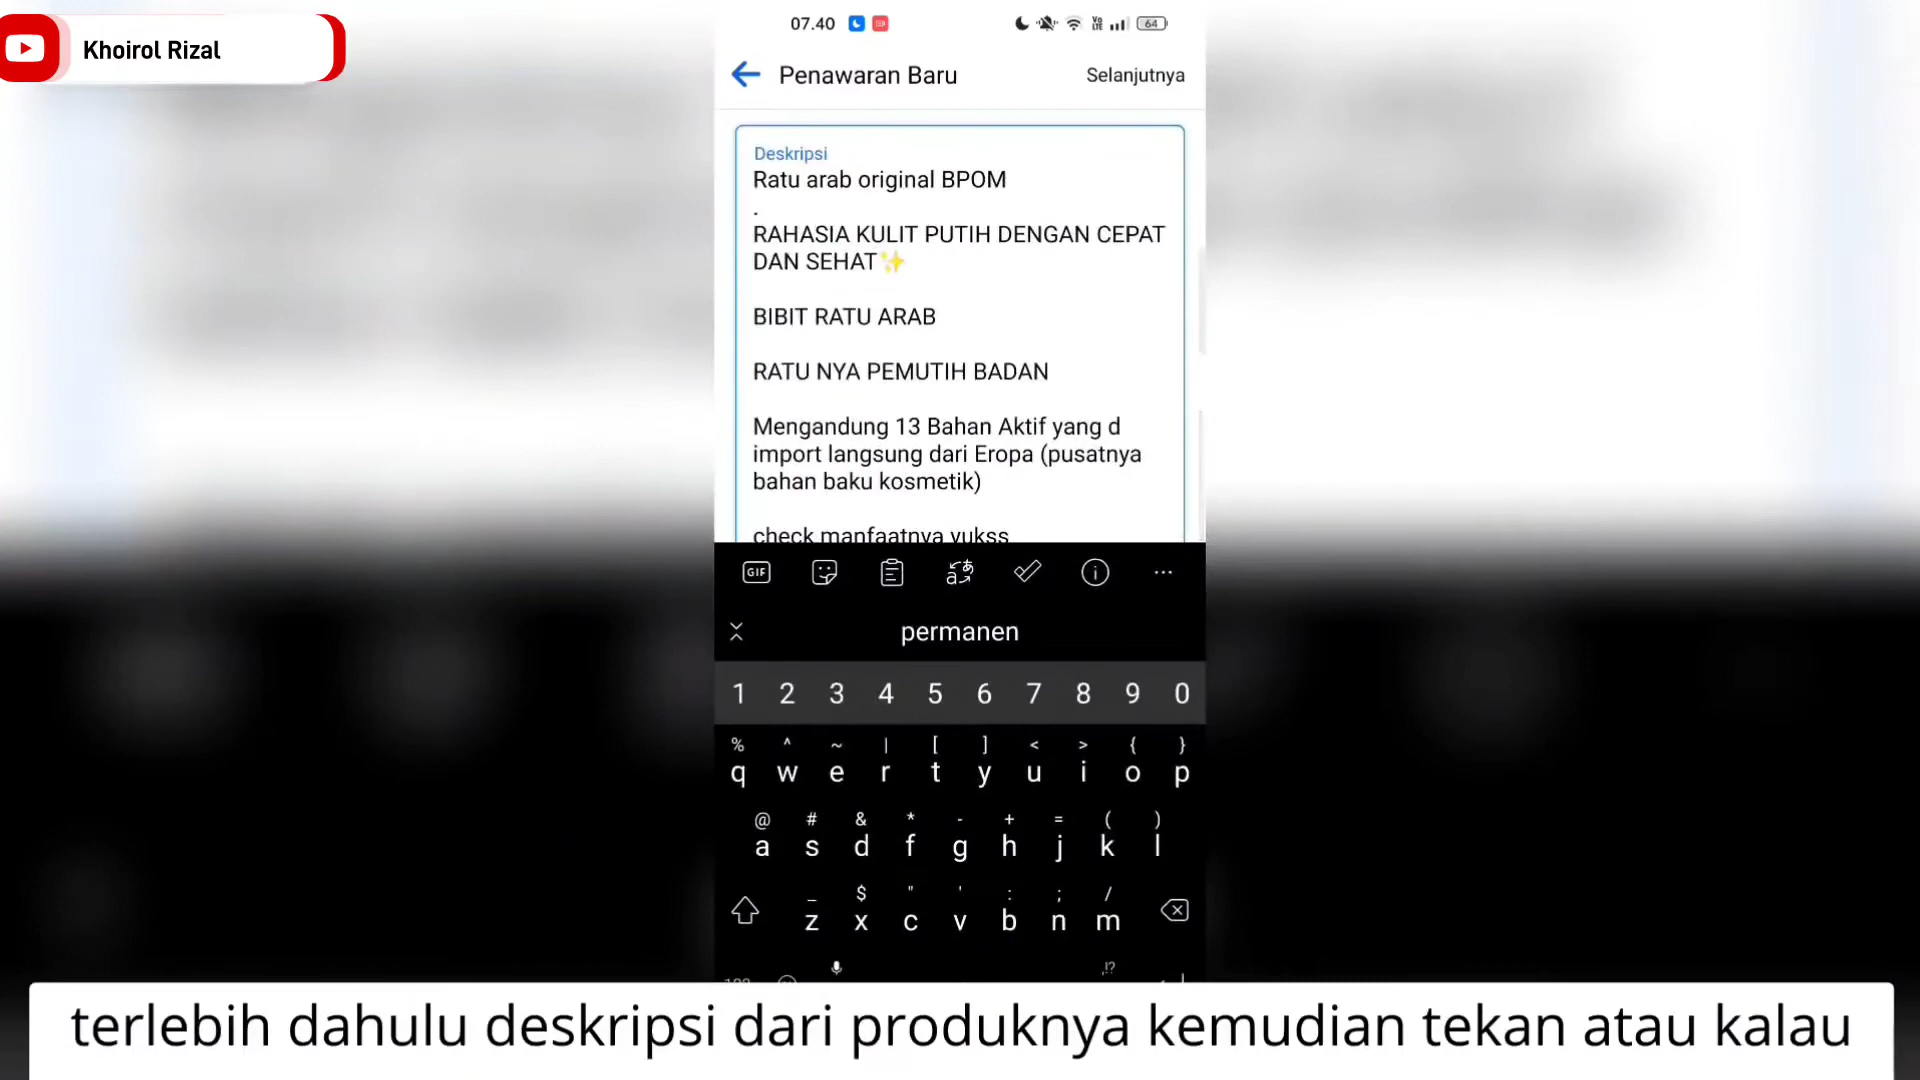 Khoirol Rizal
07.40
VO LTE
64
Penawaran Baru
Selanjutnya
Deskripsi
Ratu arab original BPOM
.
RAHASIA KULIT PUTIH DENGAN CEPAT
DAN SEHAT✨
BIBIT RATU ARAB
RATU NYA PEMUTIH BADAN
Mengandung 13 Bahan Aktif yang d
import langsung dari Eropa (pusatnya
bahan baku kosmetik)
check manfaatnya yukss
GIF
permanen
1 2 3 4 5 6 7 8 9 0
% ^ ~ | [ ] < > { }
q w e r t y u i o p
@ # & * - + = ( )
a s d f g h j k l
_ $ " ' : ; /
z x c v b n m
,!?
terlebih dahulu deskripsi dari produknya kemudian tekan atau kalau